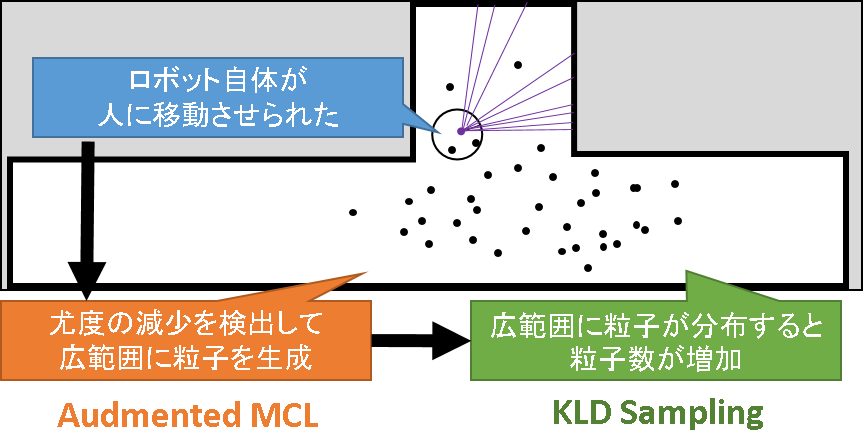 ロボット自体が
人に移動させられた
尤度の減少を検出して
広範囲に粒子を生成
広範囲に粒子が分布すると
粒子数が増加
Audmented MCL
KLD Sampling